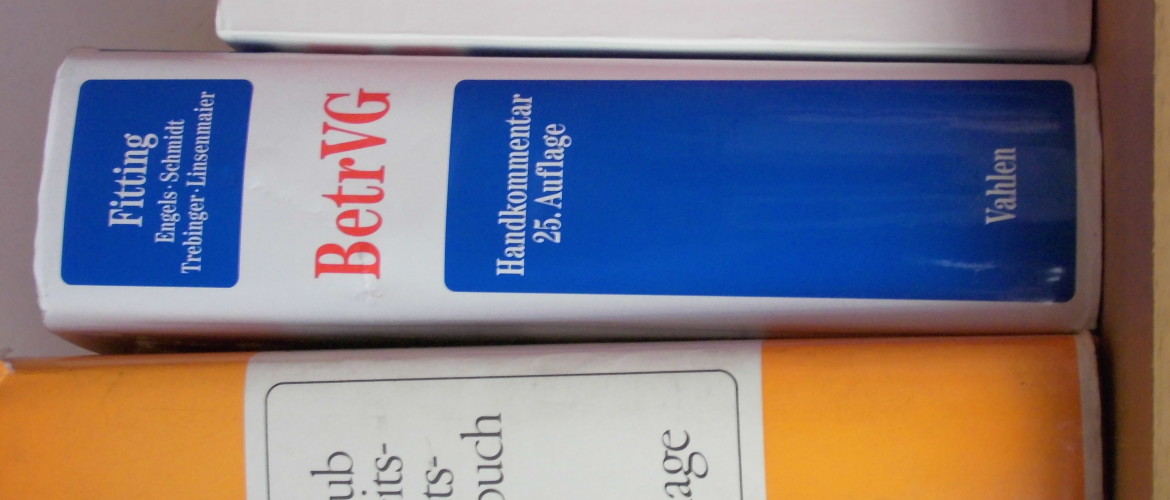 Fitting
Engels · Schmidt
Trebinger · Linsenmaier
BetrVG
Handkommentar
25. Auflage
Vahlen